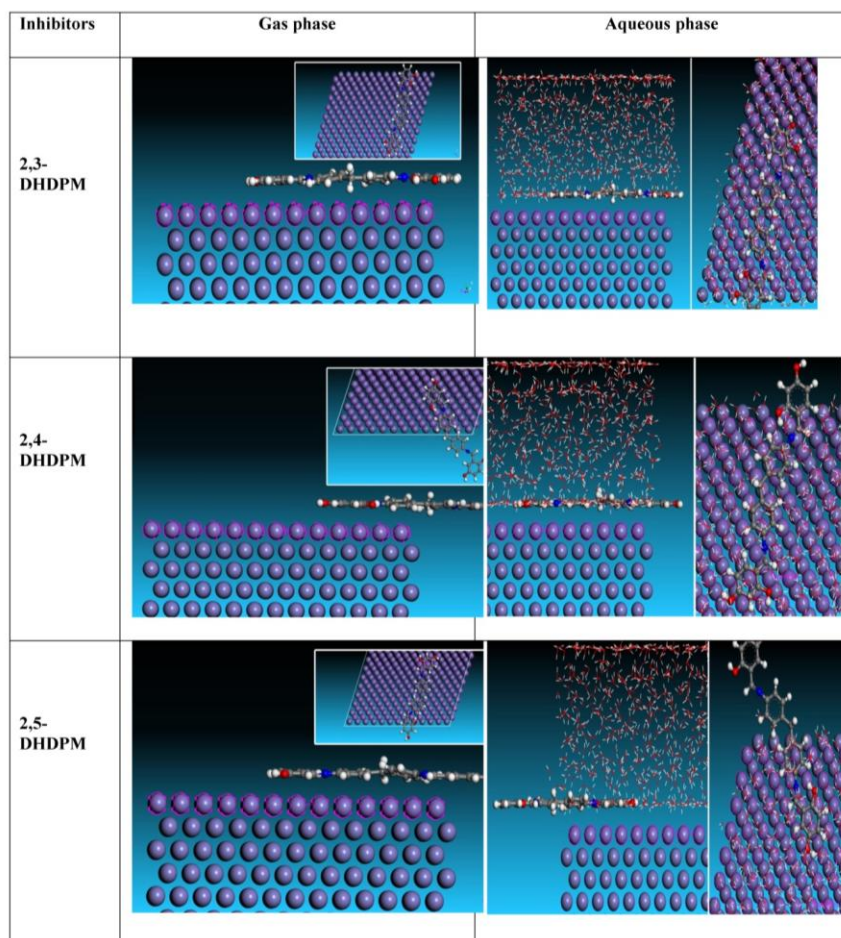 Inhibitors Gas phase Aqueous phase
2,3-
DHDPM
2,4-
DHDPM
2,5-
DHDPM